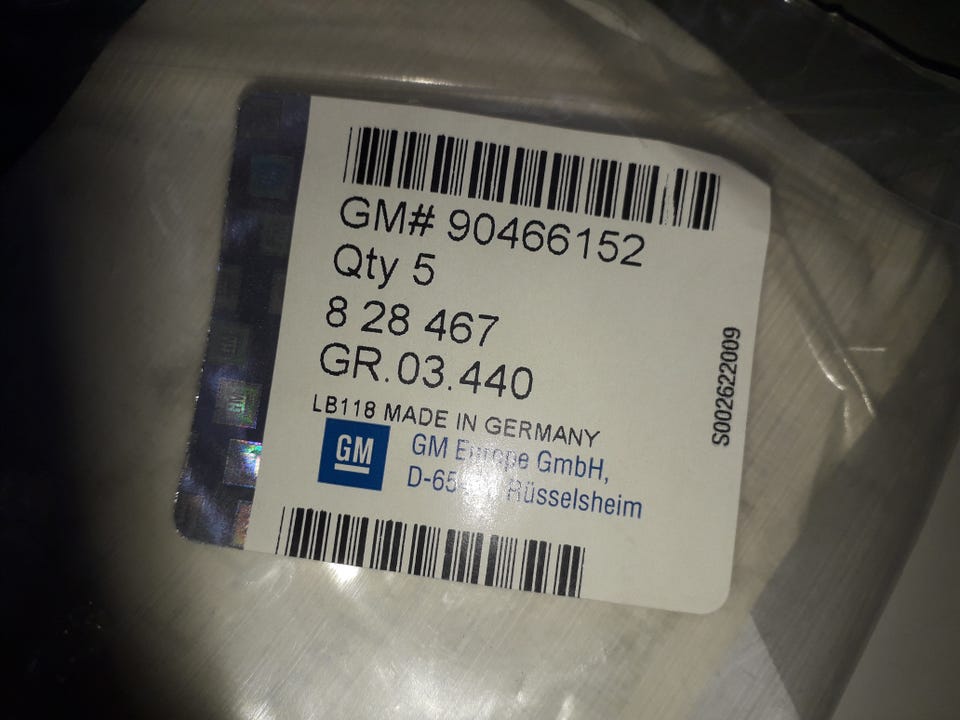 GM# 90466152
Qty 5
8 28 467
GR.03.440
LB118 MADE IN GERMANY
GM
GM Europe GmbH,
Rüsselsheim
S002622009